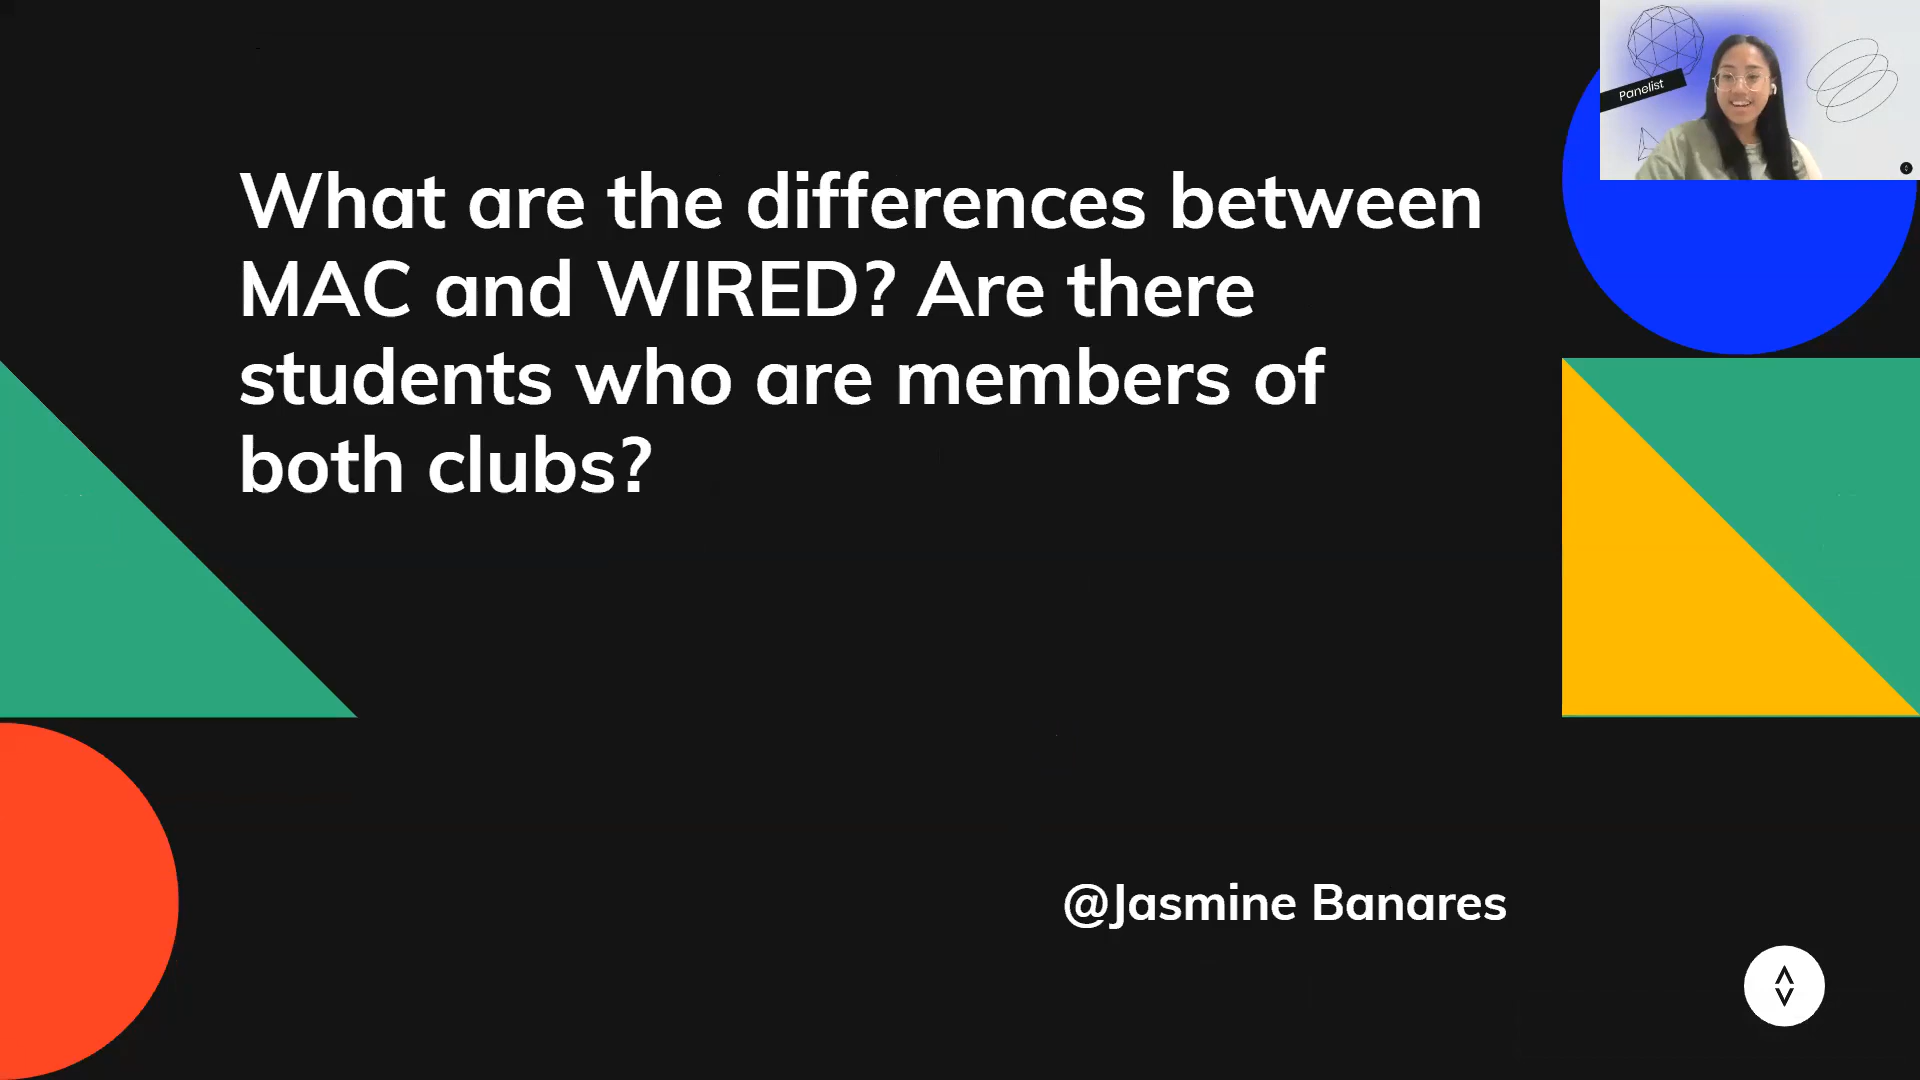 Panelist
What are the differences between
MAC and WIRED? Are there
students who are members of
both clubs?
@Jasmine Banares